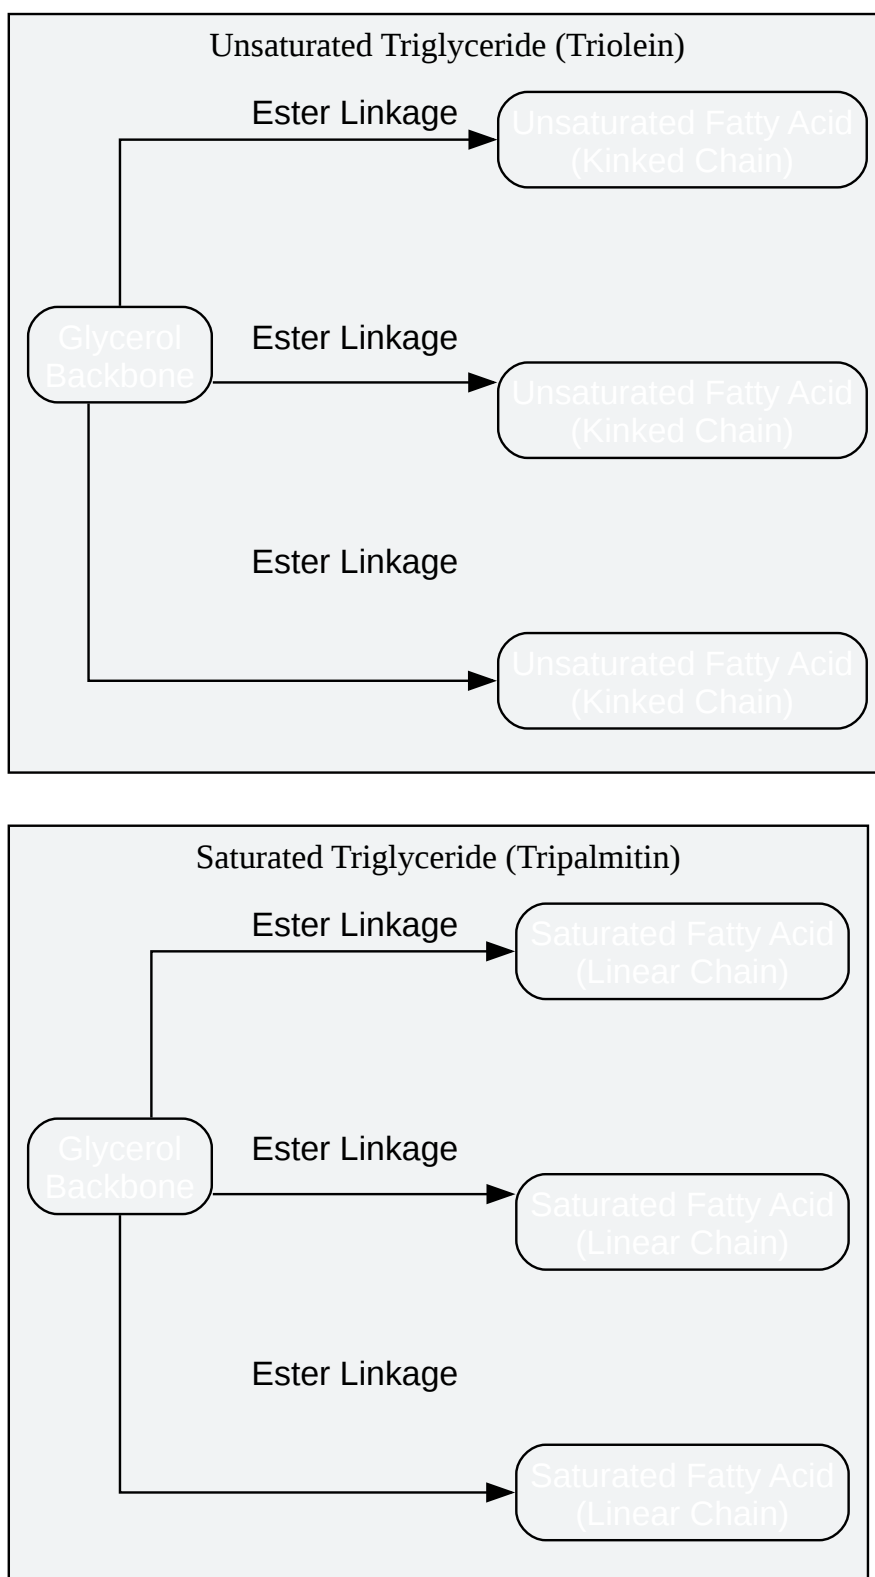 Unsaturated Triglyceride (Triolein)
Ester Linkage
Unsaturated Fatty Acid
(Kinked Chain)
Glycerol
Backbone
Ester Linkage
Unsaturated Fatty Acid
(Kinked Chain)
Ester Linkage
Unsaturated Fatty Acid
(Kinked Chain)
Saturated Triglyceride (Tripalmitin)
Ester Linkage
Saturated Fatty Acid
(Linear Chain)
Glycerol
Backbone
Ester Linkage
Saturated Fatty Acid
(Linear Chain)
Ester Linkage
Saturated Fatty Acid
(Linear Chain)